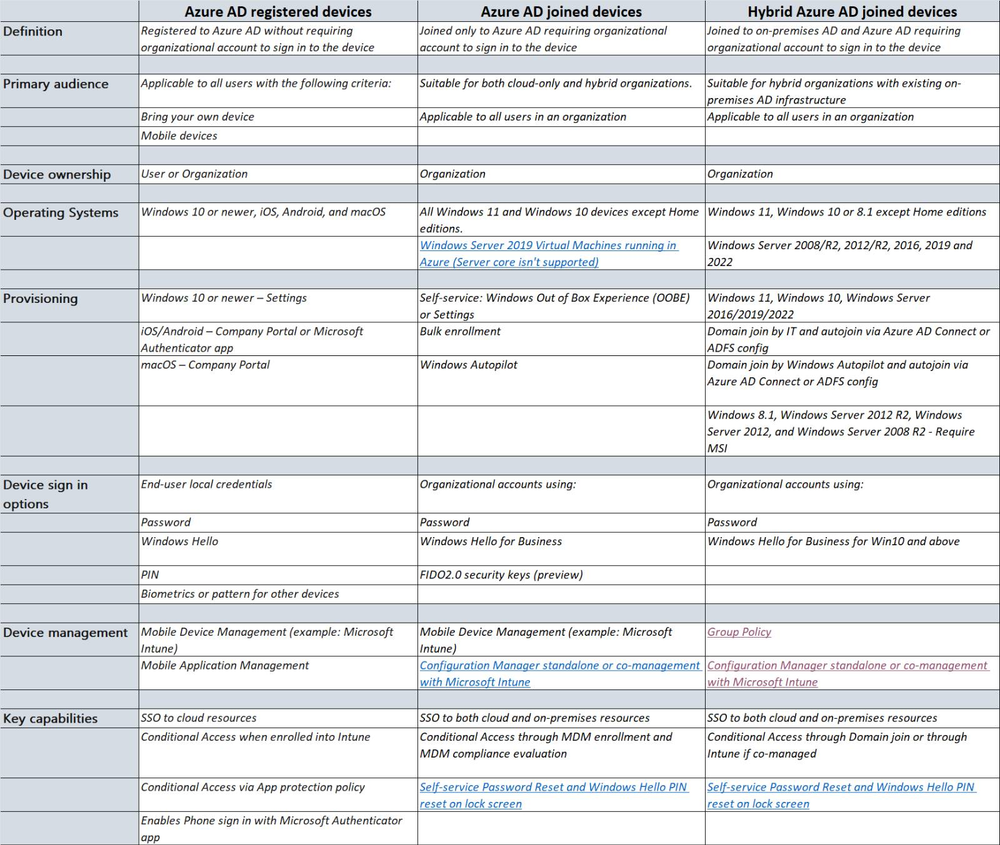 Azure AD registered devices
Azure AD joined devices
Hybrid Azure AD joined devices
Definition
Registered to Azure AD without requiring
organizational account to sign in to the device
Joined only to Azure AD requiring organizational
account to sign in to the device
Joined to on-premises AD and Azure AD requiring
organizational account to sign in to the device
Primary audience
Applicable to all users with the following criteria:
Suitable for both cloud-only and hybrid organizations.
Suitable for hybrid organizations with existing on-
premises AD infrastructure
Bring your own device
Applicable to all users in an organization
Applicable to all users in an organization
Mobile devices
Device ownership
User or Organization
Organization
Organization
Operating Systems
Windows 10 or newer, iOS, Android, and macOS
All Windows 11 and Windows 10 devices except Home
editions.
Windows 11, Windows 10 or 8.1 except Home editions
Windows Server 2019 Virtual Machines running in
Azure (Server core isn't supported)
Windows Server 2008/R2, 2012/R2, 2016, 2019 and
2022
Provisioning
Windows 10 or newer – Settings
Self-service: Windows Out of Box Experience (OOBE)
or Settings
Windows 11, Windows 10, Windows Server
2016/2019/2022
iOS/Android – Company Portal or Microsoft
Authenticator app
Bulk enrollment
Domain join by IT and autojoin via Azure AD Connect or
ADFS config
macOS – Company Portal
Windows Autopilot
Domain join by Windows Autopilot and autojoin via
Azure AD Connect or ADFS config
Windows 8.1, Windows Server 2012 R2, Windows
Server 2012, and Windows Server 2008 R2 - Require
MSI
Device sign in
options
End-user local credentials
Organizational accounts using:
Organizational accounts using:
Password
Password
Password
Windows Hello
Windows Hello for Business
Windows Hello for Business for Win10 and above
PIN
FIDO2.0 security keys (preview)
Biometrics or pattern for other devices
Device management
Mobile Device Management (example: Microsoft
Intune)
Mobile Device Management (example: Microsoft
Intune)
Group Policy
Mobile Application Management
Configuration Manager standalone or co-management
with Microsoft Intune
Configuration Manager standalone or co-management
with Microsoft Intune
Key capabilities
SSO to cloud resources
SSO to both cloud and on-premises resources
SSO to both cloud and on-premises resources
Conditional Access when enrolled into Intune
Conditional Access through MDM enrollment and
MDM compliance evaluation
Conditional Access through Domain join or through
Intune if co-managed
Conditional Access via App protection policy
Self-service Password Reset and Windows Hello PIN
reset on lock screen
Self-service Password Reset and Windows Hello PIN
reset on lock screen
Enables Phone sign in with Microsoft Authenticator
app